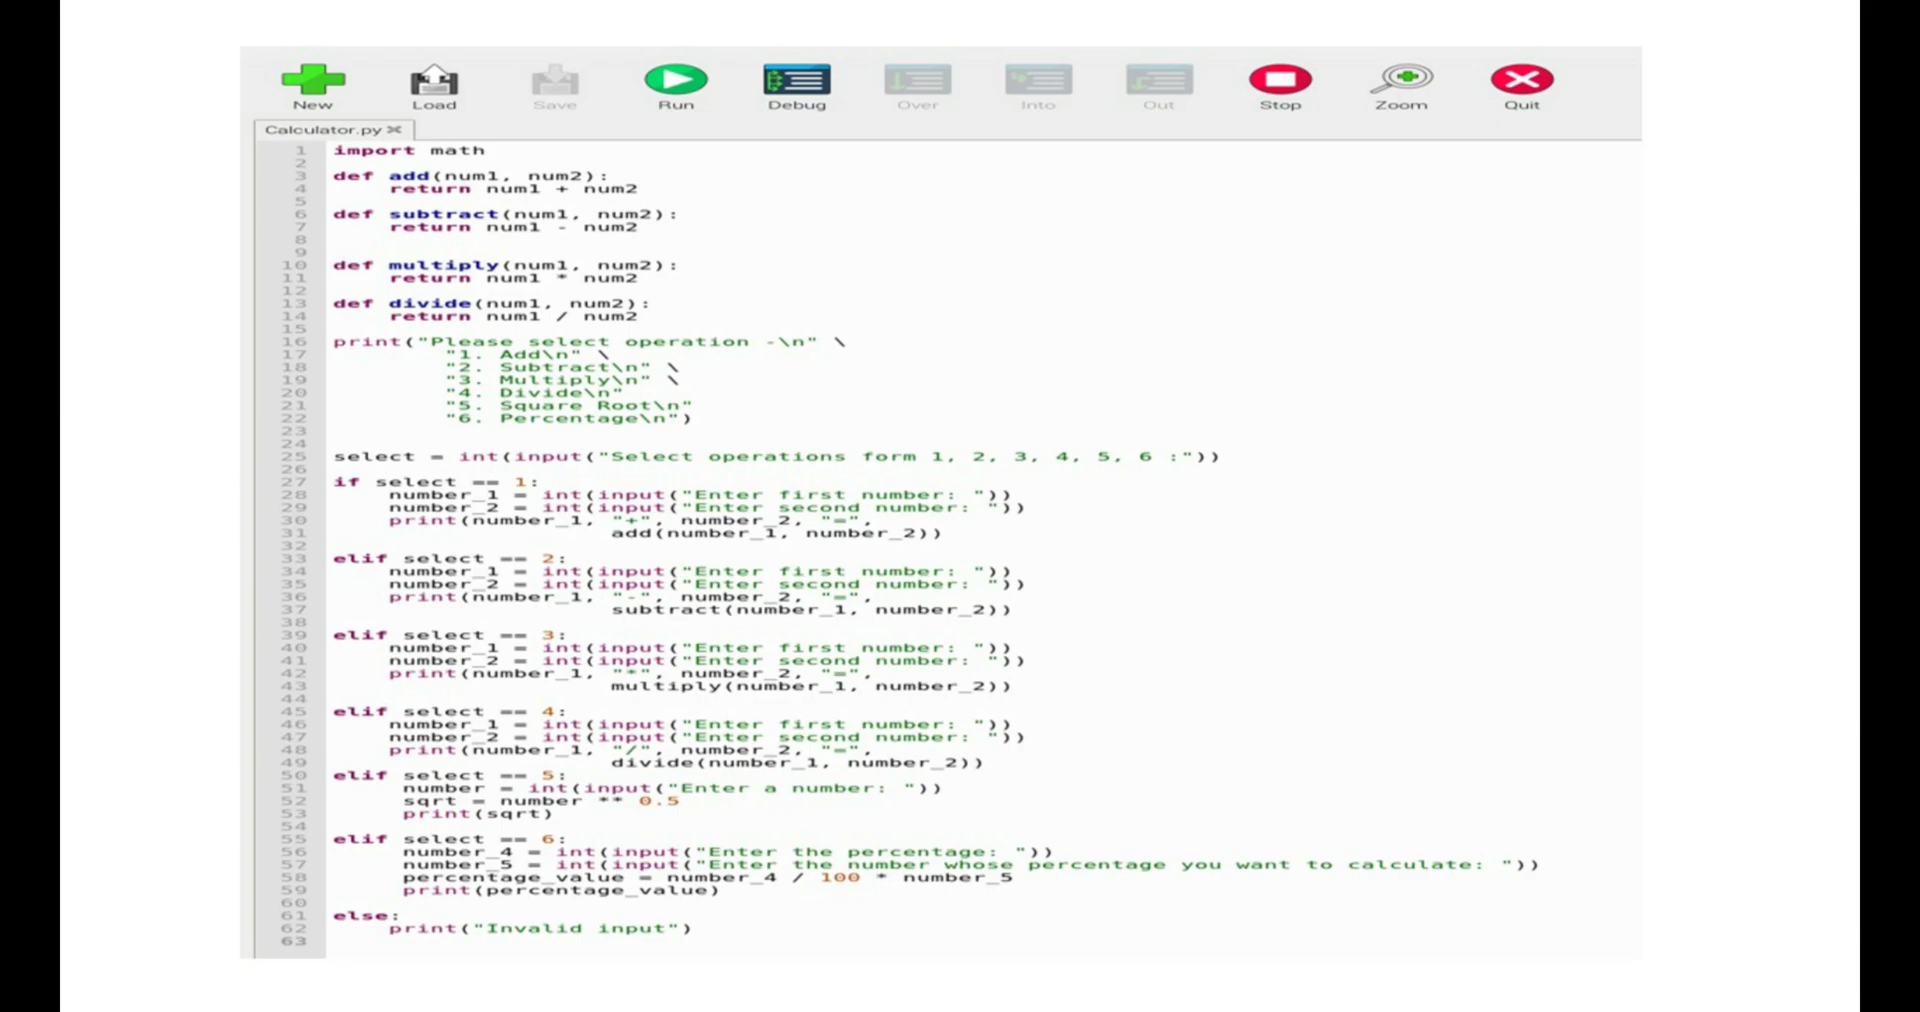 New Load Save Run Debug Over Into Out Stop Zoom Quit
Calculator.py
1 import math
2
3 def add(num1, num2):
4     return num1 + num2
5
6 def subtract(num1, num2):
7     return num1 - num2
8
9
10 def multiply(num1, num2):
11     return num1 * num2
12
13 def divide(num1, num2):
14     return num1 / num2
15
16 print("Please select operation -\n" \
17         "1. Add\n" \
18         "2. Subtract\n" \
19         "3. Multiply\n" \
20         "4. Divide\n"
21         "5. Square Root\n"
22         "6. Percentage\n")
23
24
25 select = int(input("Select operations form 1, 2, 3, 4, 5, 6 :"))
26
27 if select == 1:
28     number_1 = int(input("Enter first number: "))
29     number_2 = int(input("Enter second number: "))
30     print(number_1, "+", number_2, "=",
31                     add(number_1, number_2))
32
33 elif select == 2:
34     number_1 = int(input("Enter first number: "))
35     number_2 = int(input("Enter second number: "))
36     print(number_1, "-", number_2, "=",
37                     subtract(number_1, number_2))
38
39 elif select == 3:
40     number_1 = int(input("Enter first number: "))
41     number_2 = int(input("Enter second number: "))
42     print(number_1, "*", number_2, "=",
43                     multiply(number_1, number_2))
44
45 elif select == 4:
46     number_1 = int(input("Enter first number: "))
47     number_2 = int(input("Enter second number: "))
48     print(number_1, "/", number_2, "=",
49                     divide(number_1, number_2))
50 elif select == 5:
51      number = int(input("Enter a number: "))
52      sqrt = number ** 0.5
53      print(sqrt)
54
55 elif select == 6:
56      number_4 = int(input("Enter the percentage: "))
57      number_5 = int(input("Enter the number whose percentage you want to calculate: "))
58      percentage_value = number_4 / 100 * number_5
59      print(percentage_value)
60
61 else:
62     print("Invalid input")
63